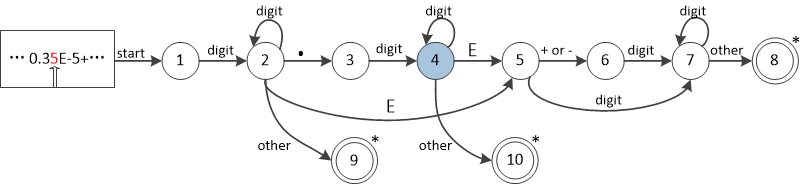 digit digit digit
··· 0.35E-5+··· start 1 digit 2 . 3 digit 4 E 5 + or - 6 digit 7 other 8 *
E digit
other 9 * other 10 *